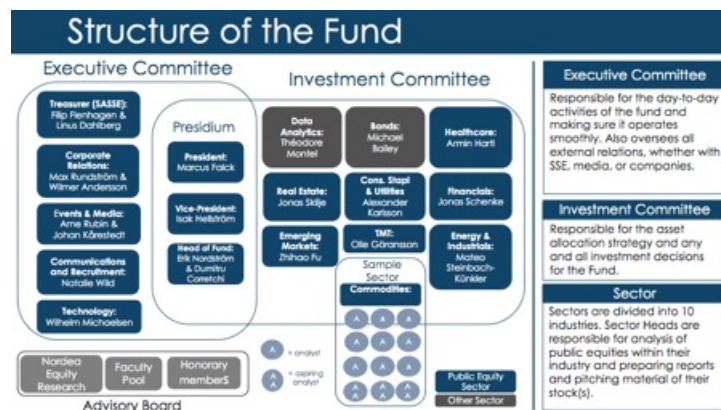 Structure of the Fund
Executive Committee
Treasurer (SASSE):
Filip Fienhagen &
Linus Dahlberg
Corporate
Relations:
Max Rundström &
Wilmer Andersson
Events & Media:
Arne Rubin &
Johan Kårestedt
Communications
and Recruitment:
Natalie Wild
Technology:
Wilhelm Michaelsen
Presidium
President:
Marcus Falck
Vice-President:
Isak Hellström
Head of Fund:
Erik Nordström
& Dumitru
Corretchi
Investment Committee
Data
Analytics:
Théodore
Montel
Bonds:
Michael
Bailey
Healthcare:
Armin Hartl
Real Estate:
Jonas Sklije
Cons. Stapl
& Utilities
Alexander
Karlsson
Financials:
Jonas Schenke
Emerging
Markets:
Zhihao Fu
TMT:
Olle Göransson
Energy &
Industrials:
Mateo
Steinbach-
Künkler
Sample
Sector
Commodities:
A
= analyst
A
A
= aspiring
analyst
Public Equity
Sector
Other Sector
Nordea
Equity
Research
Faculty
Pool
Honorary
member$
Advisory Board
Executive Committee
Responsible for the day-to-day
activities of the fund and
making sure it operates
smoothly. Also oversees all
external relations, whether with
SSE, media, or companies.
Investment Committee
Responsible for the asset
allocation strategy and any
and all investment decisions
for the Fund.
Sector
Sectors are divided into 10
industries. Sector Heads are
responsible for analysis of
public equities within their
industry and preparing reports
and pitching material of their
stock(s).